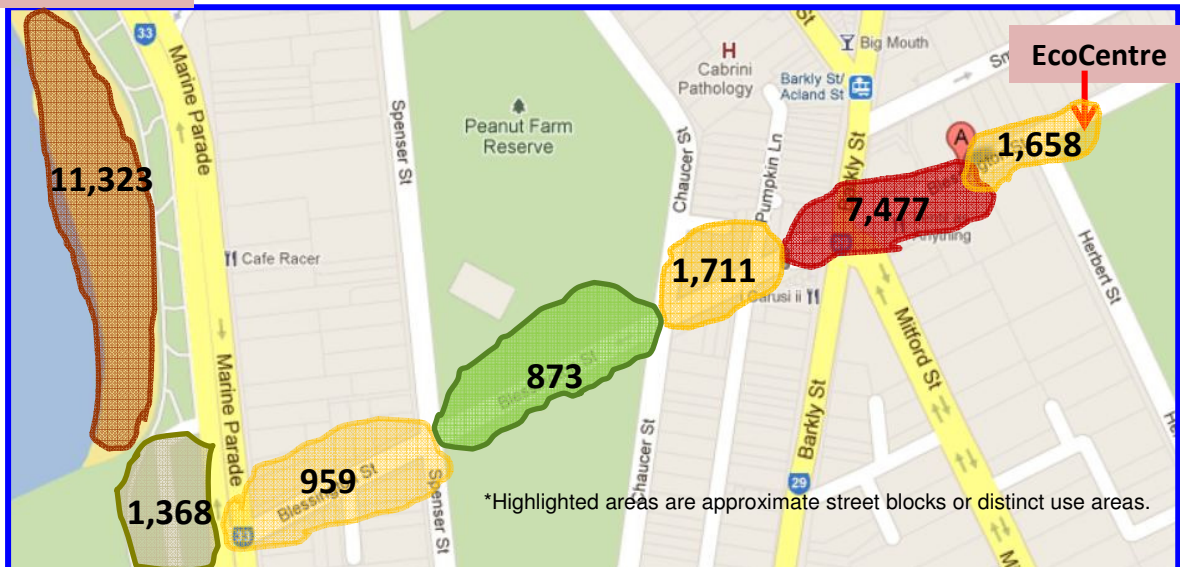 33
Marine Parade
H
Cabrini
Pathology
Big Mouth
Barkly St/
Acland St
EcoCentre
Spenser St
Peanut Farm
Reserve
Chaucer St
Pumpkin Ln
Barkly St
A
1,658
11,323
7,477
Anything
Cafe Racer
1,711
Carusi ii
Herbert St
Mitford St
873
Blessington St
Marine Parade
Chaucer St
Barkly St
959
Blessington St
Spenser St
29
*Highlighted areas are approximate street blocks or distinct use areas.
1,368
33